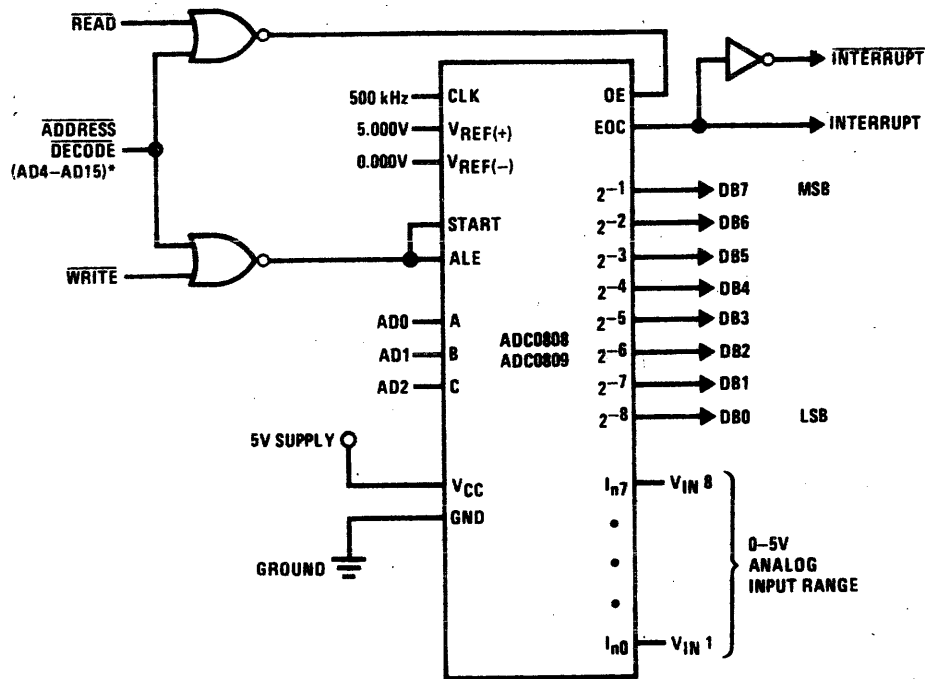 READ
INTERRUPT
500 kHz
CLK
OE
ADDRESS
DECODE
(AD4–AD15)*
5.000V
VREF(+)
EOC
INTERRUPT
0.000V
VREF(−)
2−1
DB7
MSB
START
2−2
DB6
ALE
2−3
DB5
WRITE
2−4
DB4
AD0
A
2−5
DB3
ADC0808
ADC0809
AD1
B
2−6
DB2
AD2
C
2−7
DB1
2−8
DB0
LSB
5V SUPPLY
VCC
In7
VIN 8
GND
GROUND
0–5V
ANALOG
INPUT RANGE
In0
VIN 1